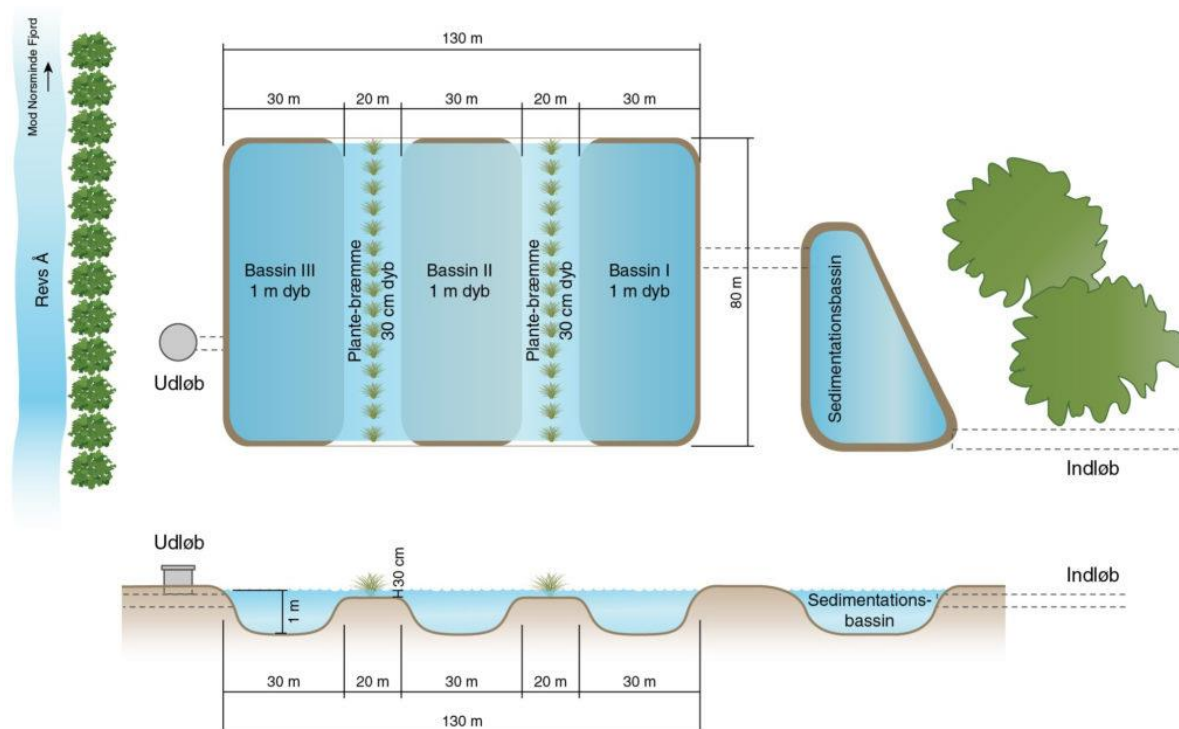 Mod Norsminde Fjord
Revs Å
130 m
30 m
20 m
30 m
20 m
30 m
Bassin III
1 m dyb
Plante-bræmme
30 cm dyb
Bassin II
1 m dyb
Plante-bræmme
30 cm dyb
Bassin I
1 m dyb
80 m
Sedimentationsbassin
Udløb
Indløb
Udløb
30 cm
1 m
Sedimentations-
bassin
Indløb
30 m
20 m
30 m
20 m
30 m
130 m